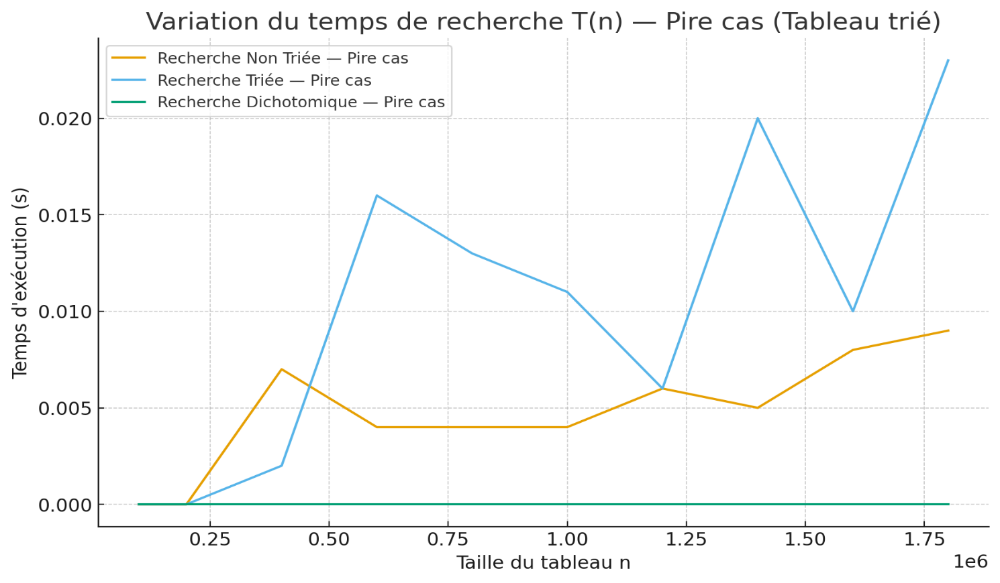 Variation du temps de recherche T(n) — Pire cas (Tableau trié)
Recherche Non Triée — Pire cas
Recherche Triée — Pire cas
Recherche Dichotomique — Pire cas
Temps d'exécution (s)
0.020
0.015
0.010
0.005
0.000
0.25 0.50 0.75 1.00 1.25 1.50 1.75
1e6
Taille du tableau n